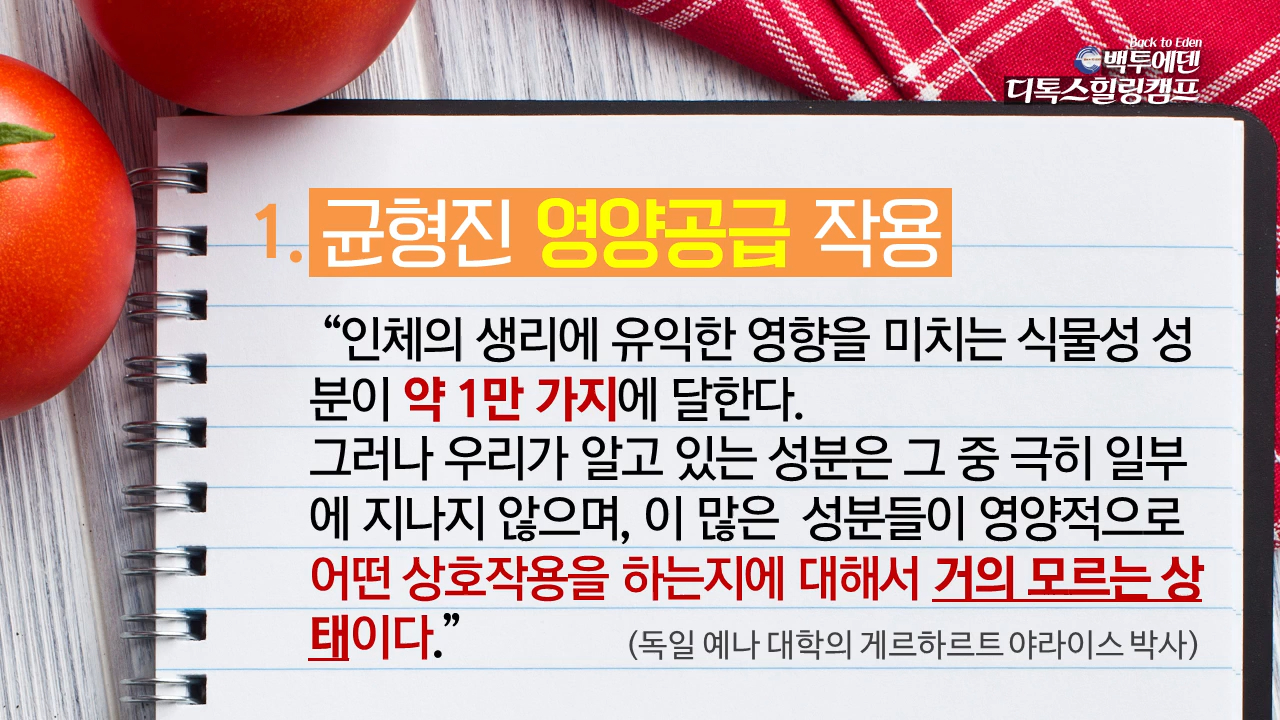 Back to Eden
백투에덴
디톡스힐링캠프
1. 균형진 영양공급 작용
“인체의 생리에 유익한 영향을 미치는 식물성 성
분이 약 1만 가지에 달한다.
그러나 우리가 알고 있는 성분은 그 중 극히 일부
에 지나지 않으며, 이 많은 성분들이 영양적으로
어떤 상호작용을 하는지에 대해서 거의 모르는 상
태이다.”
(독일 예나 대학의 게르하르트 야라이스 박사)